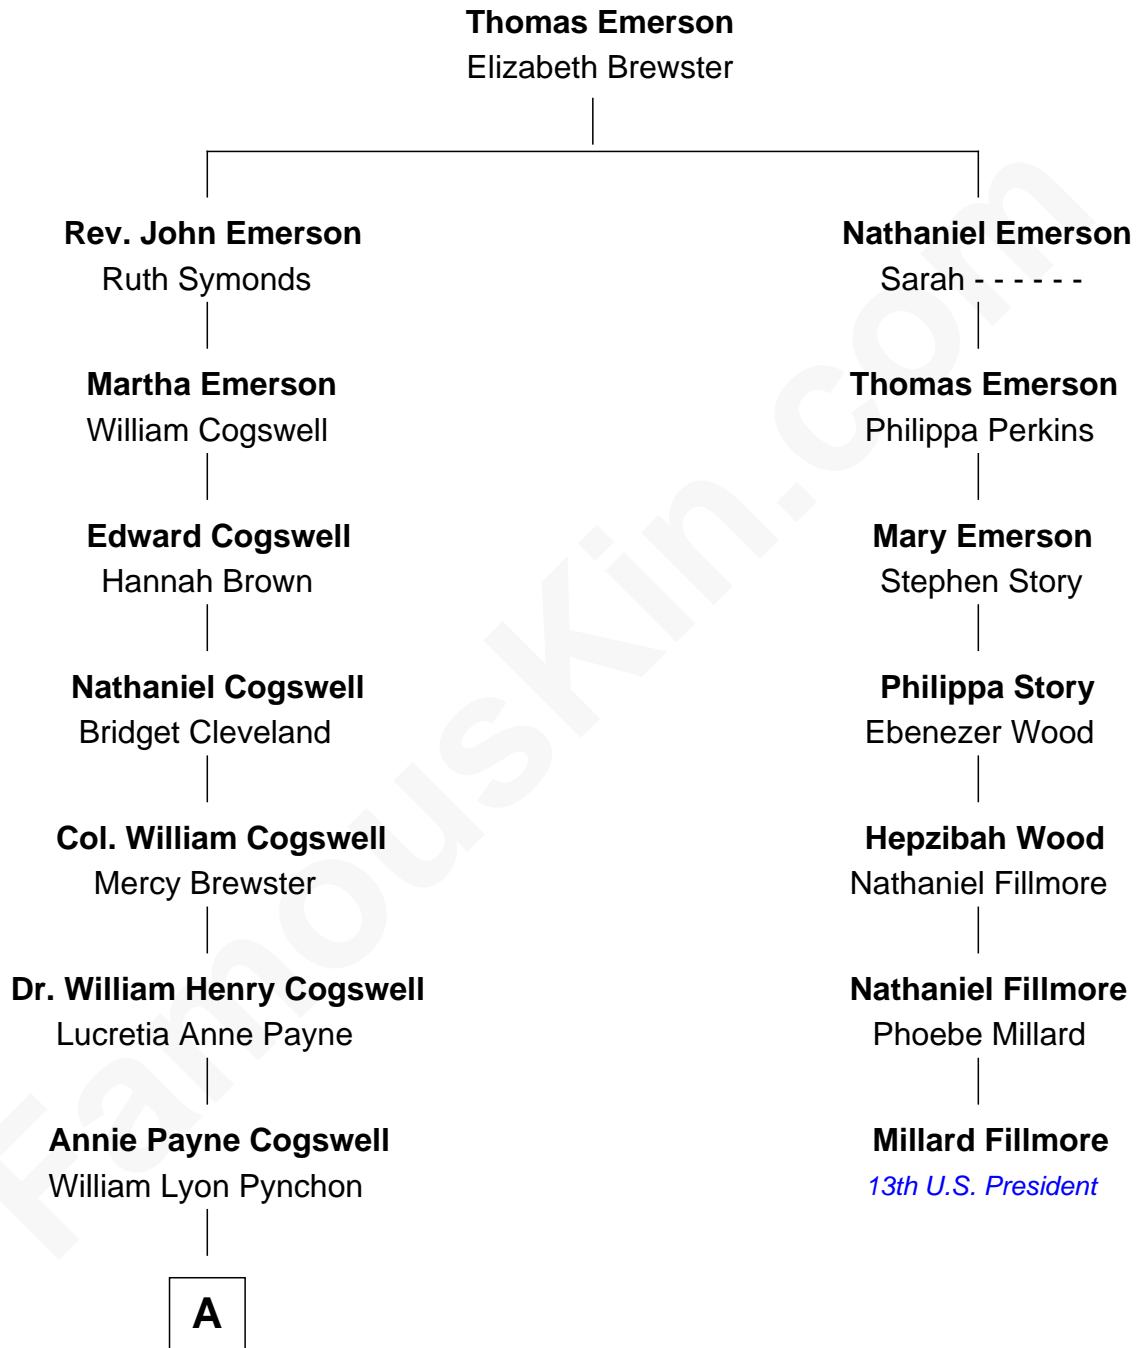 Thomas Emerson
Elizabeth Brewster
Rev. John Emerson
Ruth Symonds
Martha Emerson
William Cogswell
Edward Cogswell
Hannah Brown
Nathaniel Cogswell
Bridget Cleveland
Col. William Cogswell
Mercy Brewster
Dr. William Henry Cogswell
Lucretia Anne Payne
Annie Payne Cogswell
William Lyon Pynchon
A
Nathaniel Emerson
Sarah - - - - - -
Thomas Emerson
Philippa Perkins
Mary Emerson
Stephen Story
Philippa Story
Ebenezer Wood
Hepzibah Wood
Nathaniel Fillmore
Nathaniel Fillmore
Phoebe Millard
Millard Fillmore
13th U.S. President
FamousKin.com